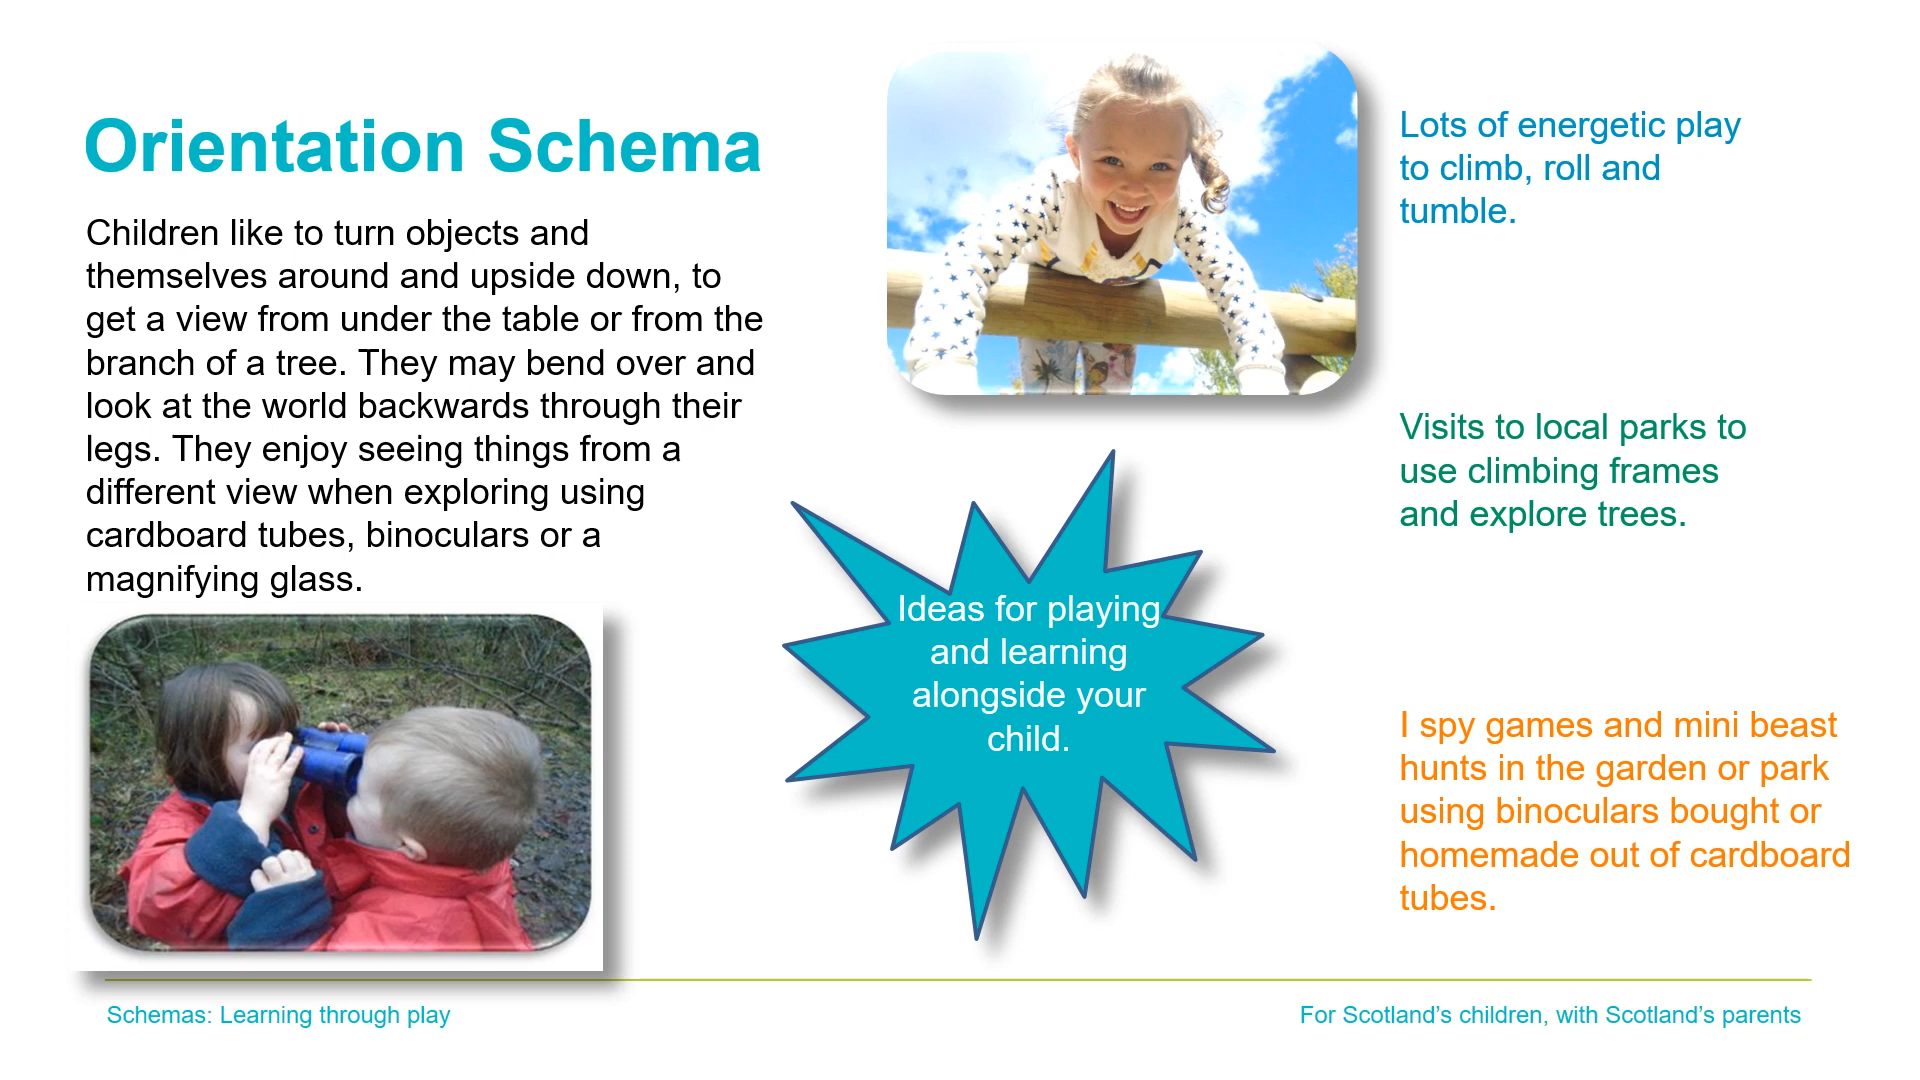 Orientation Schema
Children like to turn objects and
themselves around and upside down, to
get a view from under the table or from the
branch of a tree. They may bend over and
look at the world backwards through their
legs. They enjoy seeing things from a
different view when exploring using
cardboard tubes, binoculars or a
magnifying glass.
Ideas for playing
and learning
alongside your
child.
Lots of energetic play
to climb, roll and
tumble.
Visits to local parks to
use climbing frames
and explore trees.
I spy games and mini beast
hunts in the garden or park
using binoculars bought or
homemade out of cardboard
tubes.
Schemas: Learning through play
For Scotland’s children, with Scotland’s parents